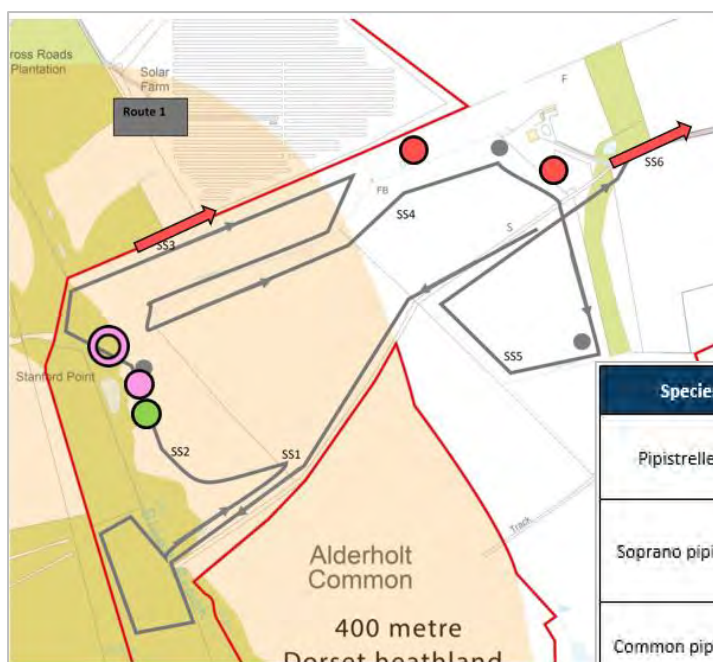 ross Roads
Plantation
Solar
Farm
Route 1
F
SS6
FB
SS4
S
SS3
Stanford Point
SS5
SS2
SS1
Specie
Pipistrelle
Soprano pipi
Common pip
Track
Alderholt
Common
400 metre
Dorset heathland